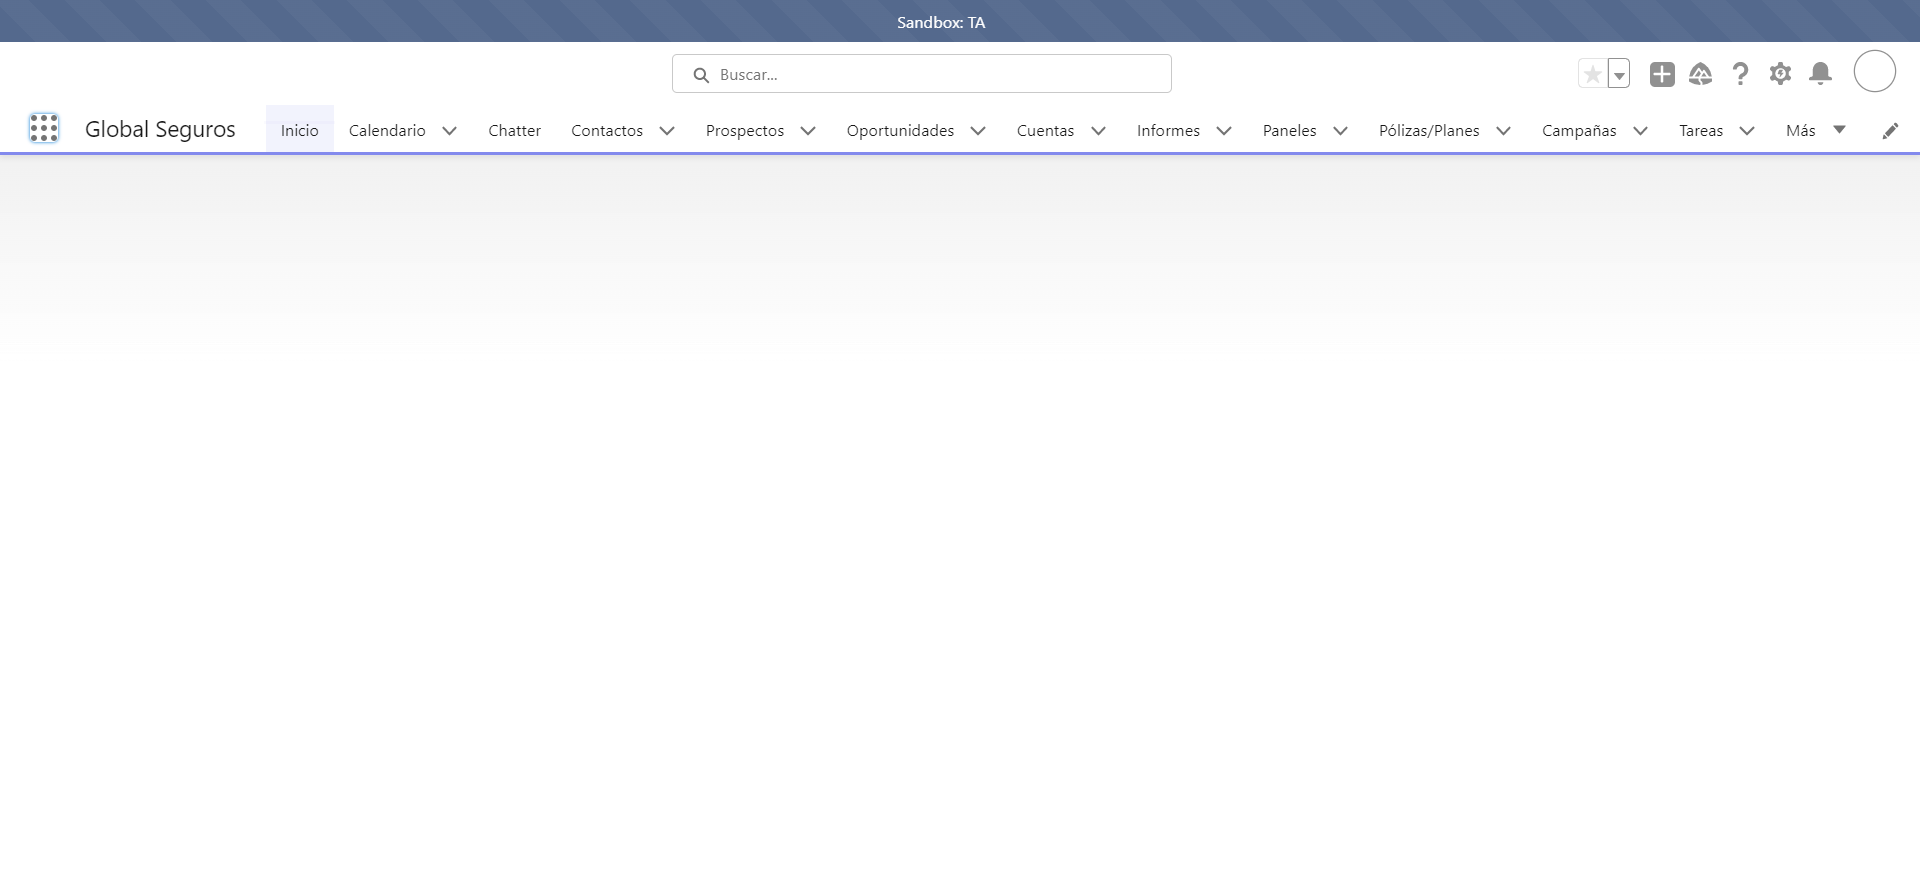 Sandbox: TA
Buscar...
Global Seguros Inicio Calendario Chatter Contactos Prospectos Oportunidades Cuentas Informes Paneles Pólizas/Planes Campañas Tareas Más